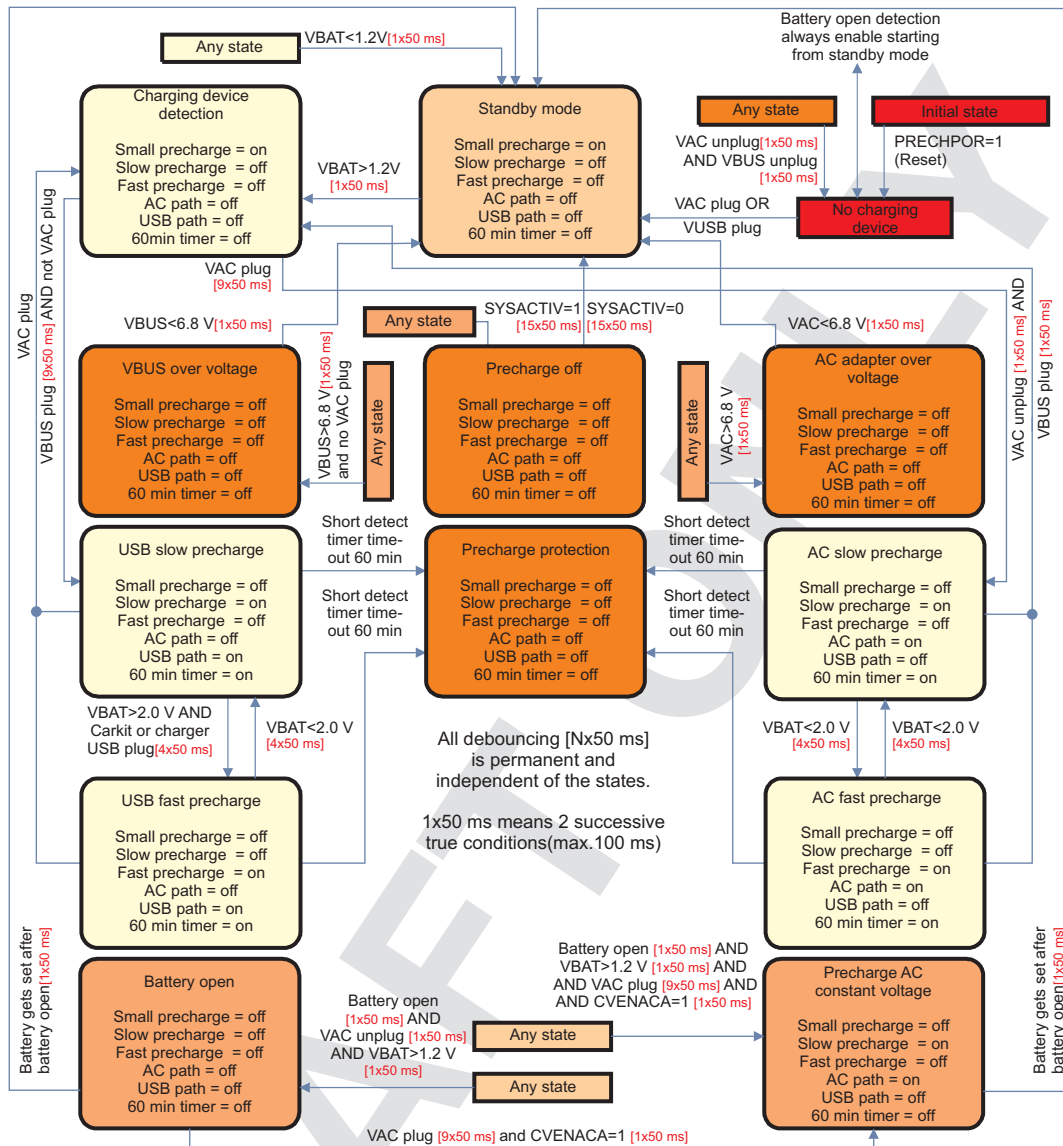 Any state
VBAT<1.2V[1x50 ms]
Battery open detection
always enable starting
from standby mode
Charging device
detection
Small precharge = on
Slow precharge = off
Fast precharge = off
AC path = off
USB path = off
60min timer = off
Standby mode
Small precharge = on
Slow precharge = off
Fast precharge = off
AC path = off
USB path = off
60 min timer = off
VBAT>1.2V
[1x50 ms]
Any state
Initial state
VAC unplug[1x50 ms]
AND VBUS unplug
[1x50 ms]
PRECHPOR=1
(Reset)
No charging
device
VAC plug OR
VUSB plug
VAC plug
VBUS plug [9x50 ms] AND not VAC plug
VAC plug
[9x50 ms]
VBUS<6.8 V[1x50 ms]
SYSACTIV=1
[15x50 ms]
SYSACTIV=0
[15x50 ms]
Any state
VAC<6.8 V[1x50 ms]
VAC unplug [1x50 ms] AND
VBUS plug [1x50 ms]
VBUS over voltage
Small precharge = off
Slow precharge = off
Fast precharge = off
AC path = off
USB path = off
60 min timer = off
VBUS>6.8 V[1x50 ms]
and no VAC plug
Any state
Precharge off
Small precharge = off
Slow precharge = off
Fast precharge = off
AC path = off
USB path = off
60 min timer = off
Any state
VAC>6.8 V
[1x50 ms]
AC adapter over
voltage
Small precharge = off
Slow precharge = off
Fast precharge = off
AC path = off
USB path = off
60 min timer = off
USB slow precharge
Small precharge = off
Slow precharge = on
Fast precharge = off
AC path = off
USB path = on
60 min timer = on
Short detect
timer time-
out 60 min
Short detect
timer time-
out 60 min
Precharge protection
Small precharge = off
Slow precharge = off
Fast precharge = off
AC path = off
USB path = off
60 min timer = off
Short detect
timer time-
out 60 min
Short detect
timer time-
out 60 min
AC slow precharge
Small precharge = off
Slow precharge = on
Fast precharge = off
AC path = on
USB path = off
60 min timer = on
VBAT>2.0 V AND
Carkit or charger
USB plug[4x50 ms]
VBAT<2.0 V
[4x50 ms]
All debouncing [Nx50 ms]
is permanent and
independent of the states.
1x50 ms means 2 successive
true conditions(max.100 ms)
VBAT<2.0 V
[4x50 ms]
VBAT<2.0 V
[4x50 ms]
USB fast precharge
Small precharge = off
Slow precharge = off
Fast precharge = on
AC path = off
USB path = on
60 min timer = on
AC fast precharge
Small precharge = off
Slow precharge = off
Fast precharge = on
AC path = on
USB path = off
60 min timer = on
Battery gets set after
battery open[1x50 ms]
Battery open
Small precharge = off
Slow precharge = off
Fast precharge = off
AC path = off
USB path = off
60 min timer = off
Battery open
[1x50 ms] AND
VAC unplug [1x50 ms]
AND VBAT>1.2 V
[1x50 ms]
Battery open [1x50 ms] AND
VBAT>1.2 V [1x50 ms] AND
AND VAC plug [9x50 ms] AND
AND CVENACA=1 [1x50 ms]
Any state
Any state
Precharge AC
constant voltage
Small precharge = off
Slow precharge = on
Fast precharge = off
AC path = on
USB path = off
60 min timer = off
Battery gets set after
battery open[1x50 ms]
VAC plug [9x50 ms] and CVENACA=1 [1x50 ms]
AFT ONLY